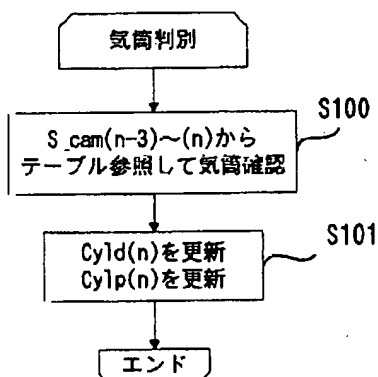 気筒判別
S100
S_cam(n-3)~(n)から
テーブル参照して気筒確認
S101
Cyld(n)を更新
Cylp(n)を更新
エンド